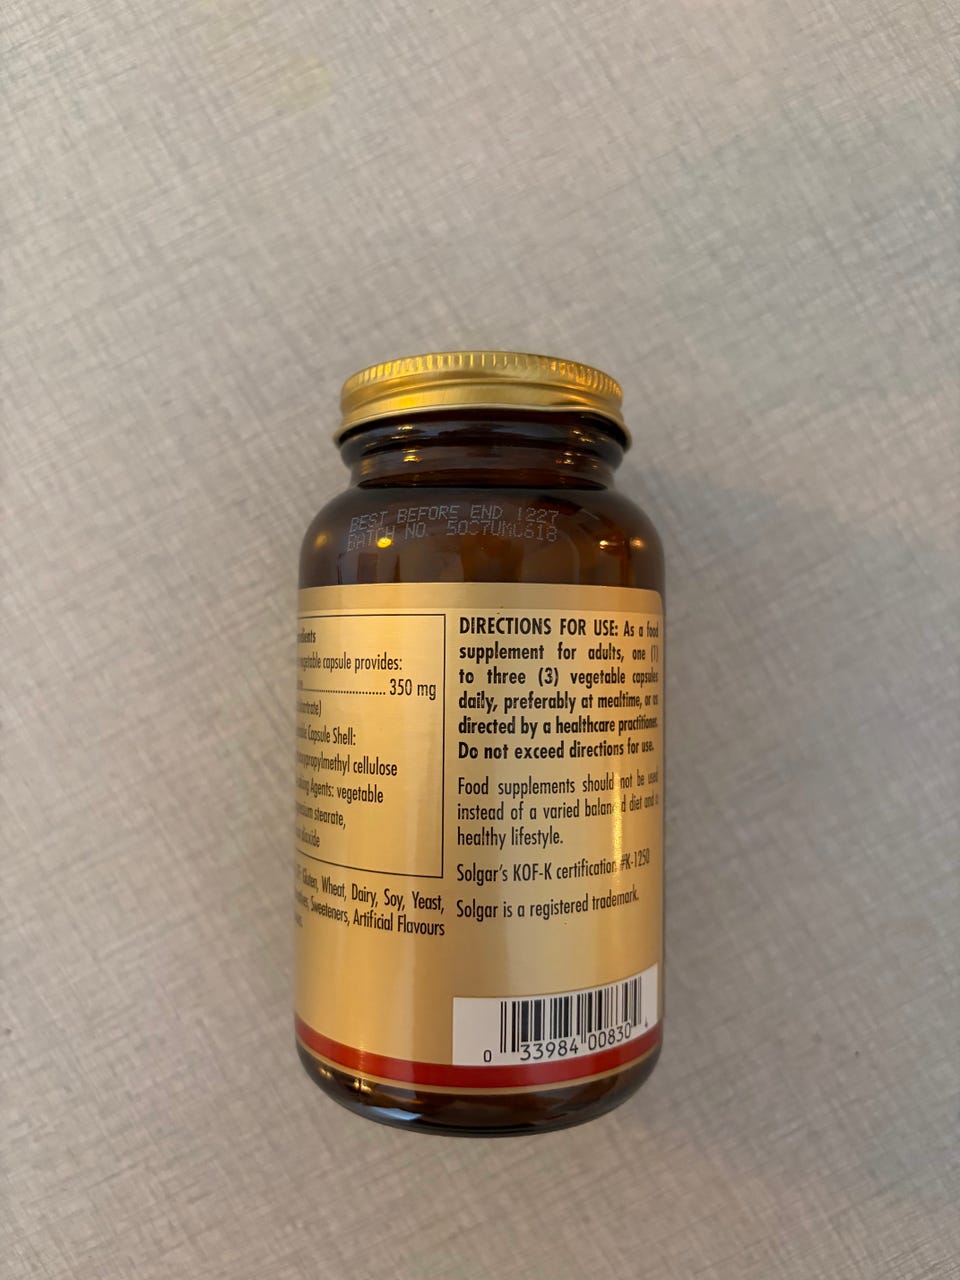 BEST BEFORE END 1227
BATCH NO.
vegetable capsule provides:
350 mg
Capsule Shell:
cellulose
Agents: vegetable
stearate,
Gluten, Wheat, Dairy, Soy, Yeast,
Sweeteners, Artificial Flavours
DIRECTIONS FOR USE: As a food
supplement for adults, one (1)
to three (3) vegetable capsules
daily, preferably at mealtime, or as
directed by a healthcare practitioner.
Do not exceed directions for use.
Food supplements should not be used
instead of a varied balanced diet and a
healthy lifestyle.
Solgar's KOF-K certification #K-1250
Solgar is a registered trademark.
0 33984 00830 4